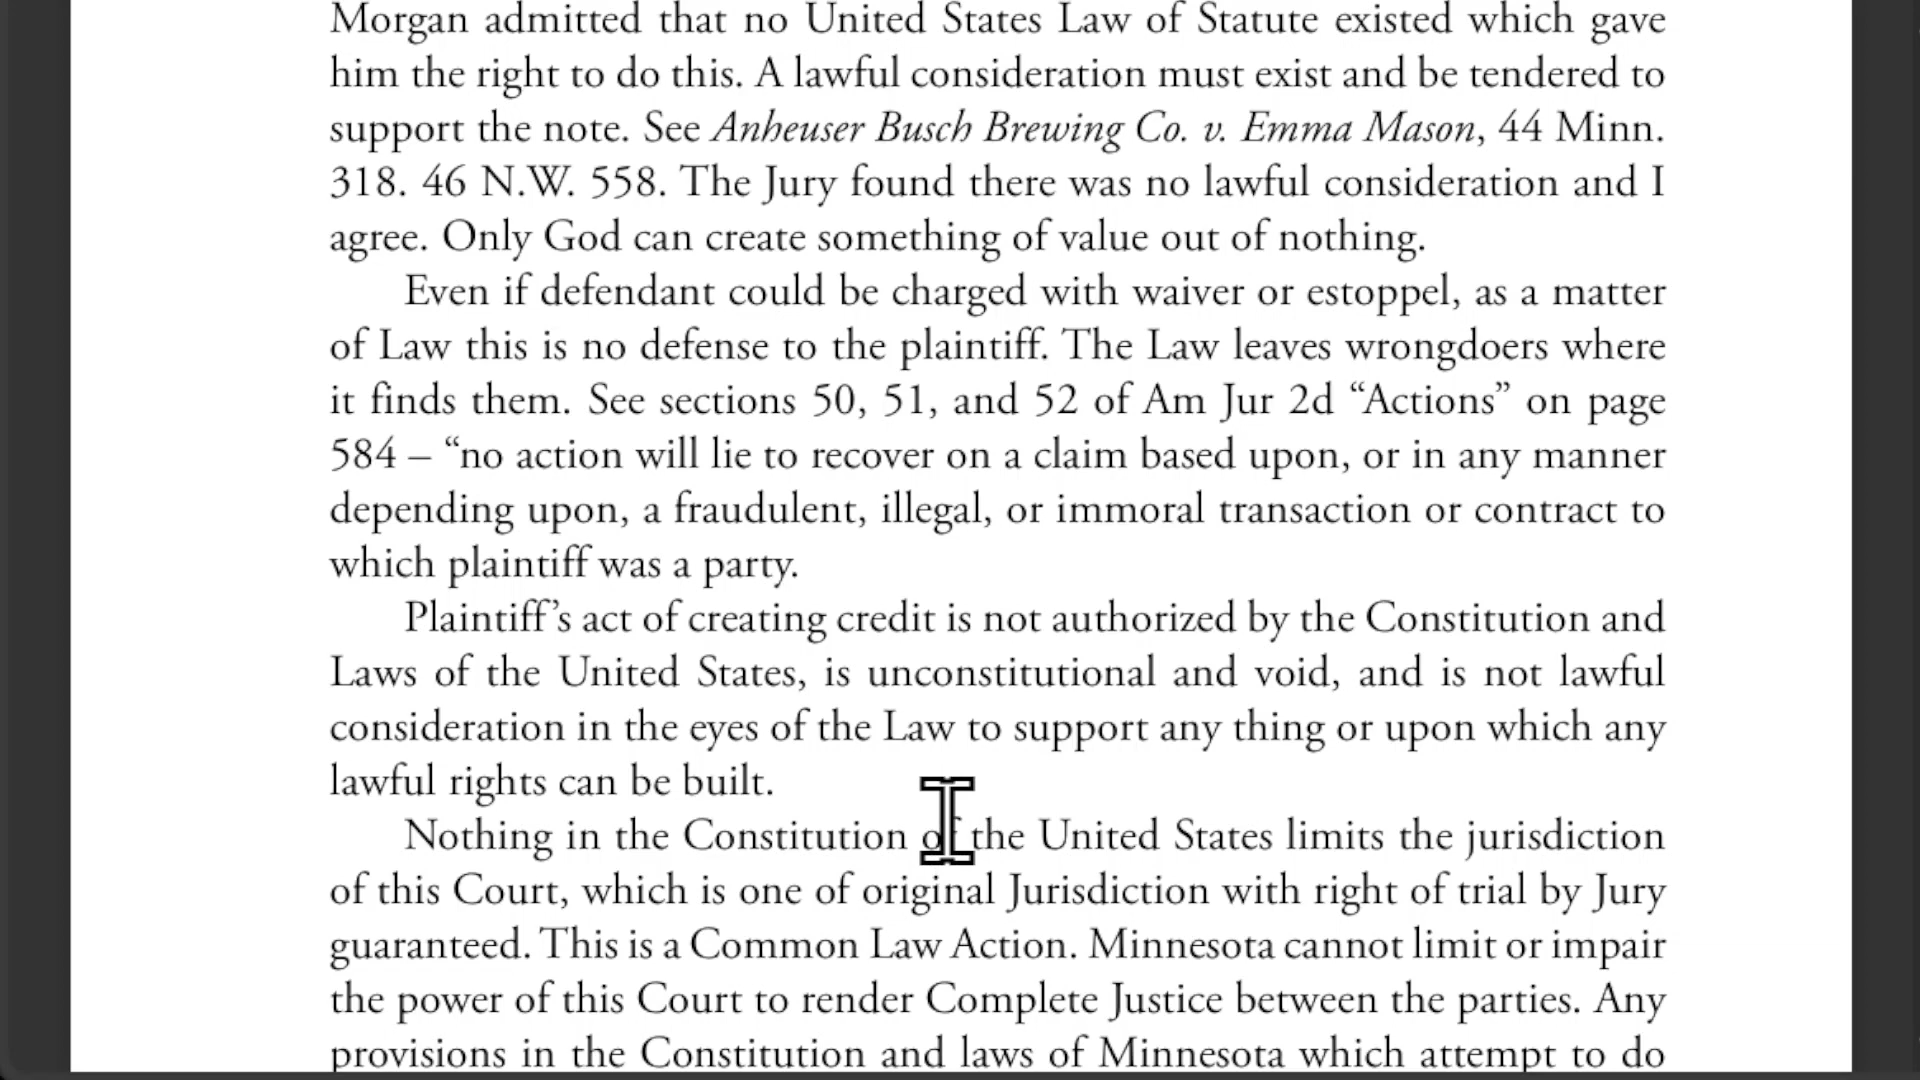 Morgan admitted that no United States Law of Statute existed which gave
him the right to do this. A lawful consideration must exist and be tendered to
support the note. See Anheuser Busch Brewing Co. v. Emma Mason, 44 Minn.
318. 46 N.W. 558. The Jury found there was no lawful consideration and I
agree. Only God can create something of value out of nothing.
Even if defendant could be charged with waiver or estoppel, as a matter
of Law this is no defense to the plaintiff. The Law leaves wrongdoers where
it finds them. See sections 50, 51, and 52 of Am Jur 2d “Actions” on page
584 – “no action will lie to recover on a claim based upon, or in any manner
depending upon, a fraudulent, illegal, or immoral transaction or contract to
which plaintiff was a party.
Plaintiff’s act of creating credit is not authorized by the Constitution and
Laws of the United States, is unconstitutional and void, and is not lawful
consideration in the eyes of the Law to support any thing or upon which any
lawful rights can be built.
Nothing in the Constitution of the United States limits the jurisdiction
of this Court, which is one of original Jurisdiction with right of trial by Jury
guaranteed. This is a Common Law Action. Minnesota cannot limit or impair
the power of this Court to render Complete Justice between the parties. Any
provisions in the Constitution and laws of Minnesota which attempt to do